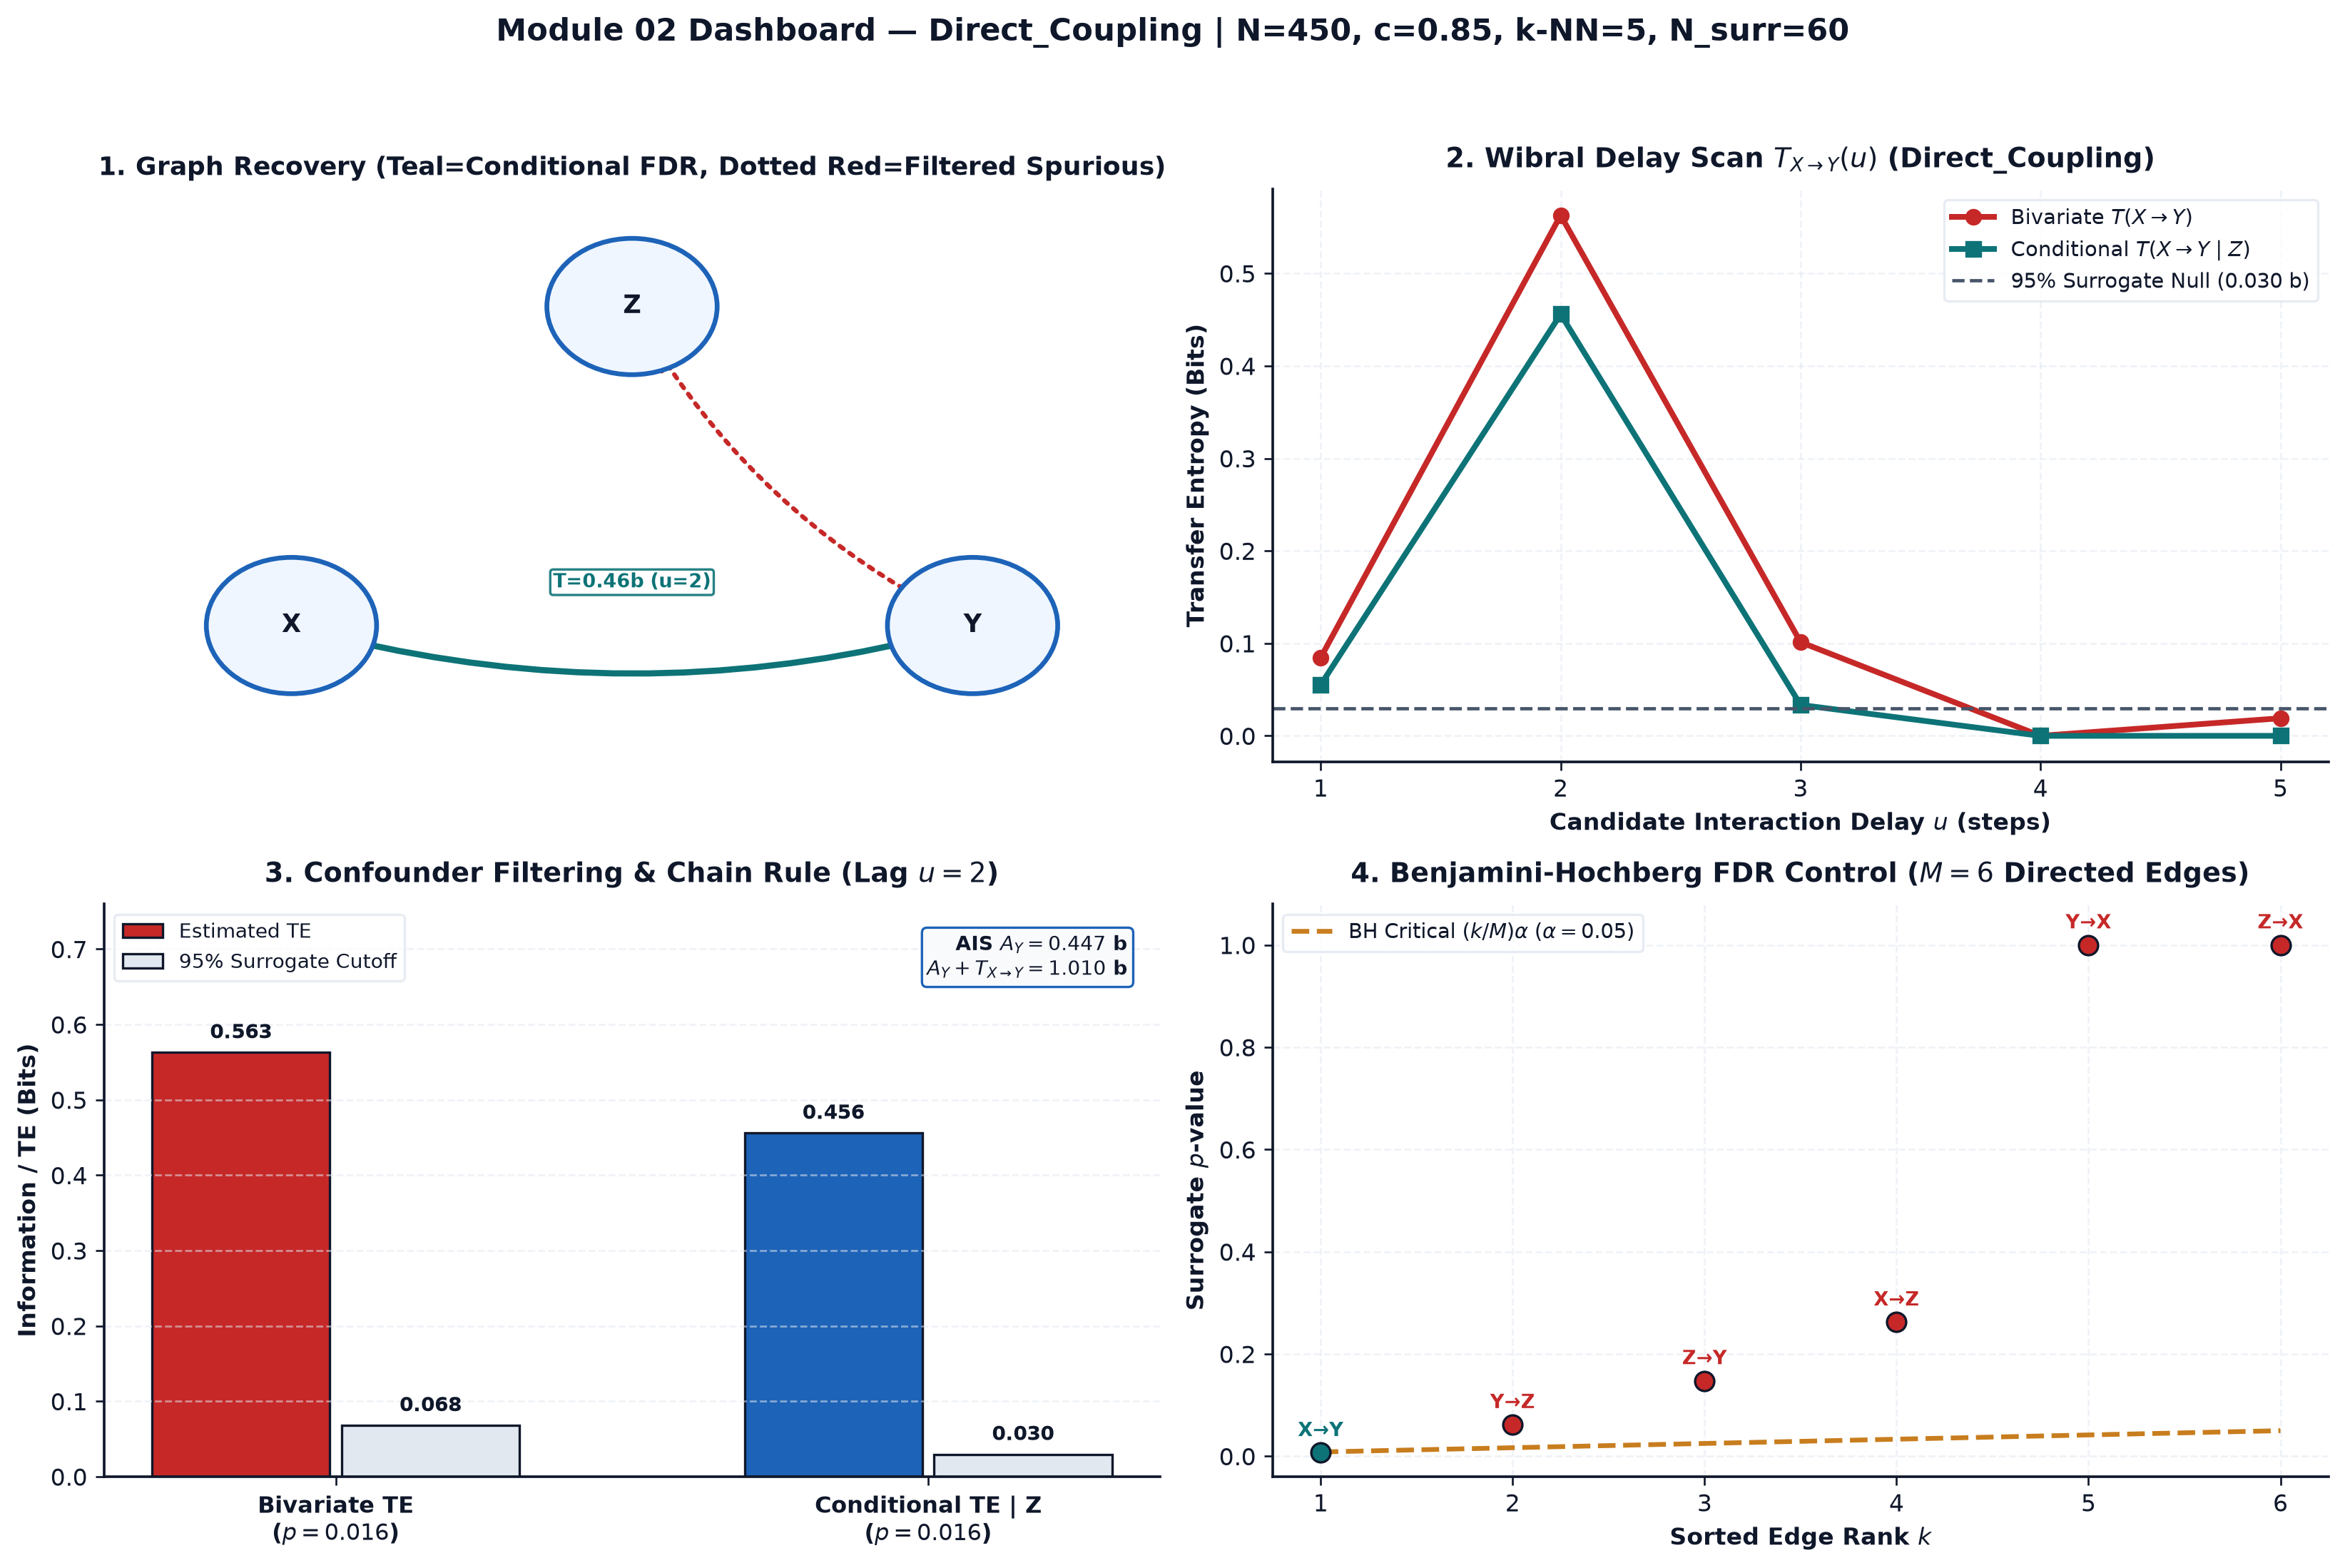 Module 02 Dashboard — Direct_Coupling | N=450, c=0.85, k-NN=5, N_surr=60
1. Graph Recovery (Teal=Conditional FDR, Dotted Red=Filtered Spurious)
Z
X
Y
T=0.46b (u=2)
2. Wibral Delay Scan T_{X→Y}(u) (Direct_Coupling)
Bivariate T(X→Y)
Conditional T(X→Y | Z)
95% Surrogate Null (0.030 b)
Transfer Entropy (Bits)
0.5
0.4
0.3
0.2
0.1
0.0
1 2 3 4 5
Candidate Interaction Delay u (steps)
3. Confounder Filtering & Chain Rule (Lag u = 2)
Estimated TE
95% Surrogate Cutoff
AIS A_Y = 0.447 b
A_Y + T_{X→Y} = 1.010 b
Information / TE (Bits)
0.7
0.6
0.5
0.4
0.3
0.2
0.1
0.0
0.563
0.068
0.456
0.030
Bivariate TE
(p = 0.016)
Conditional TE | Z
(p = 0.016)
4. Benjamini-Hochberg FDR Control (M = 6 Directed Edges)
BH Critical (k/M)α (α = 0.05)
Surrogate p-value
1.0
0.8
0.6
0.4
0.2
0.0
X→Y
Y→Z
Z→Y
X→Z
Y→X
Z→X
1 2 3 4 5 6
Sorted Edge Rank k